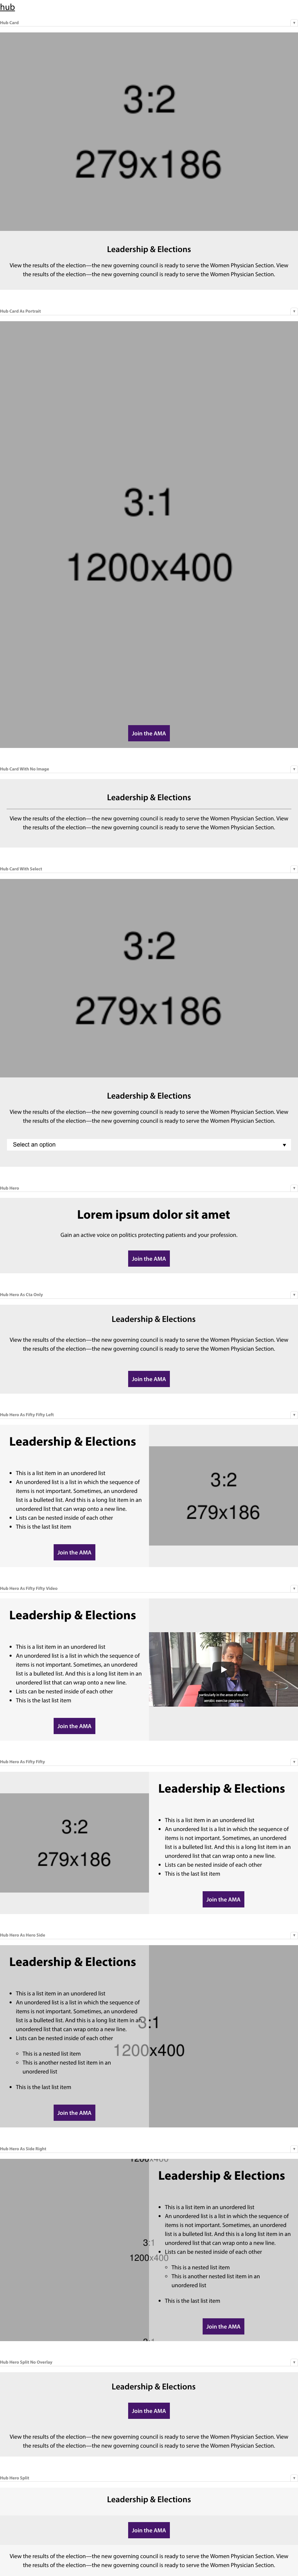 hub
Hub Card
3:2
279x186
Leadership & Elections
View the results of the election—the new governing council is ready to serve the Women Physician Section. View
the results of the election—the new governing council is ready to serve the Women Physician Section.
Hub Card As Portrait
3:1
1200x400
Join the AMA
Hub Card With No Image
Leadership & Elections
View the results of the election—the new governing council is ready to serve the Women Physician Section. View
the results of the election—the new governing council is ready to serve the Women Physician Section.
Hub Card With Select
3:2
279x186
Leadership & Elections
View the results of the election—the new governing council is ready to serve the Women Physician Section. View
the results of the election—the new governing council is ready to serve the Women Physician Section.
Select an option
Hub Hero
Lorem ipsum dolor sit amet
Gain an active voice on politics protecting patients and your profession.
Join the AMA
Hub Hero As Cta Only
Leadership & Elections
View the results of the election—the new governing council is ready to serve the Women Physician Section. View
the results of the election—the new governing council is ready to serve the Women Physician Section.
Join the AMA
Hub Hero As Fifty Fifty Left
Leadership & Elections
• This is a list item in an unordered list
• An unordered list is a list in which the sequence of
items is not important. Sometimes, an unordered
list is a bulleted list. And this is a long list item in an
unordered list that can wrap onto a new line.
• Lists can be nested inside of each other
• This is the last list item
Join the AMA
3:2
279x186
Hub Hero As Fifty Fifty Video
Leadership & Elections
• This is a list item in an unordered list
• An unordered list is a list in which the sequence of
items is not important. Sometimes, an unordered
list is a bulleted list. And this is a long list item in an
unordered list that can wrap onto a new line.
• Lists can be nested inside of each other
• This is the last list item
Join the AMA
particularly in the areas of routine
aerobic exercise programs.
Hub Hero As Fifty Fifty
3:2
279x186
Leadership & Elections
• This is a list item in an unordered list
• An unordered list is a list in which the sequence of
items is not important. Sometimes, an unordered
list is a bulleted list. And this is a long list item in an
unordered list that can wrap onto a new line.
• Lists can be nested inside of each other
• This is the last list item
Join the AMA
Hub Hero As Hero Side
Leadership & Elections
• This is a list item in an unordered list
• An unordered list is a list in which the sequence of
items is not important. Sometimes, an unordered
list is a bulleted list. And this is a long list item in an
unordered list that can wrap onto a new line.
• Lists can be nested inside of each other
◦ This is a nested list item
◦ This is another nested list item in an
unordered list
• This is the last list item
Join the AMA
3:1
1200x400
Hub Hero As Side Right
1200x400
3:1
1200x400
3:1
Leadership & Elections
• This is a list item in an unordered list
• An unordered list is a list in which the sequence of
items is not important. Sometimes, an unordered
list is a bulleted list. And this is a long list item in an
unordered list that can wrap onto a new line.
• Lists can be nested inside of each other
◦ This is a nested list item
◦ This is another nested list item in an
unordered list
• This is the last list item
Join the AMA
Hub Hero Split No Overlay
Leadership & Elections
Join the AMA
View the results of the election—the new governing council is ready to serve the Women Physician Section. View
the results of the election—the new governing council is ready to serve the Women Physician Section.
Hub Hero Split
Leadership & Elections
Join the AMA
View the results of the election—the new governing council is ready to serve the Women Physician Section. View
the results of the election—the new governing council is ready to serve the Women Physician Section.